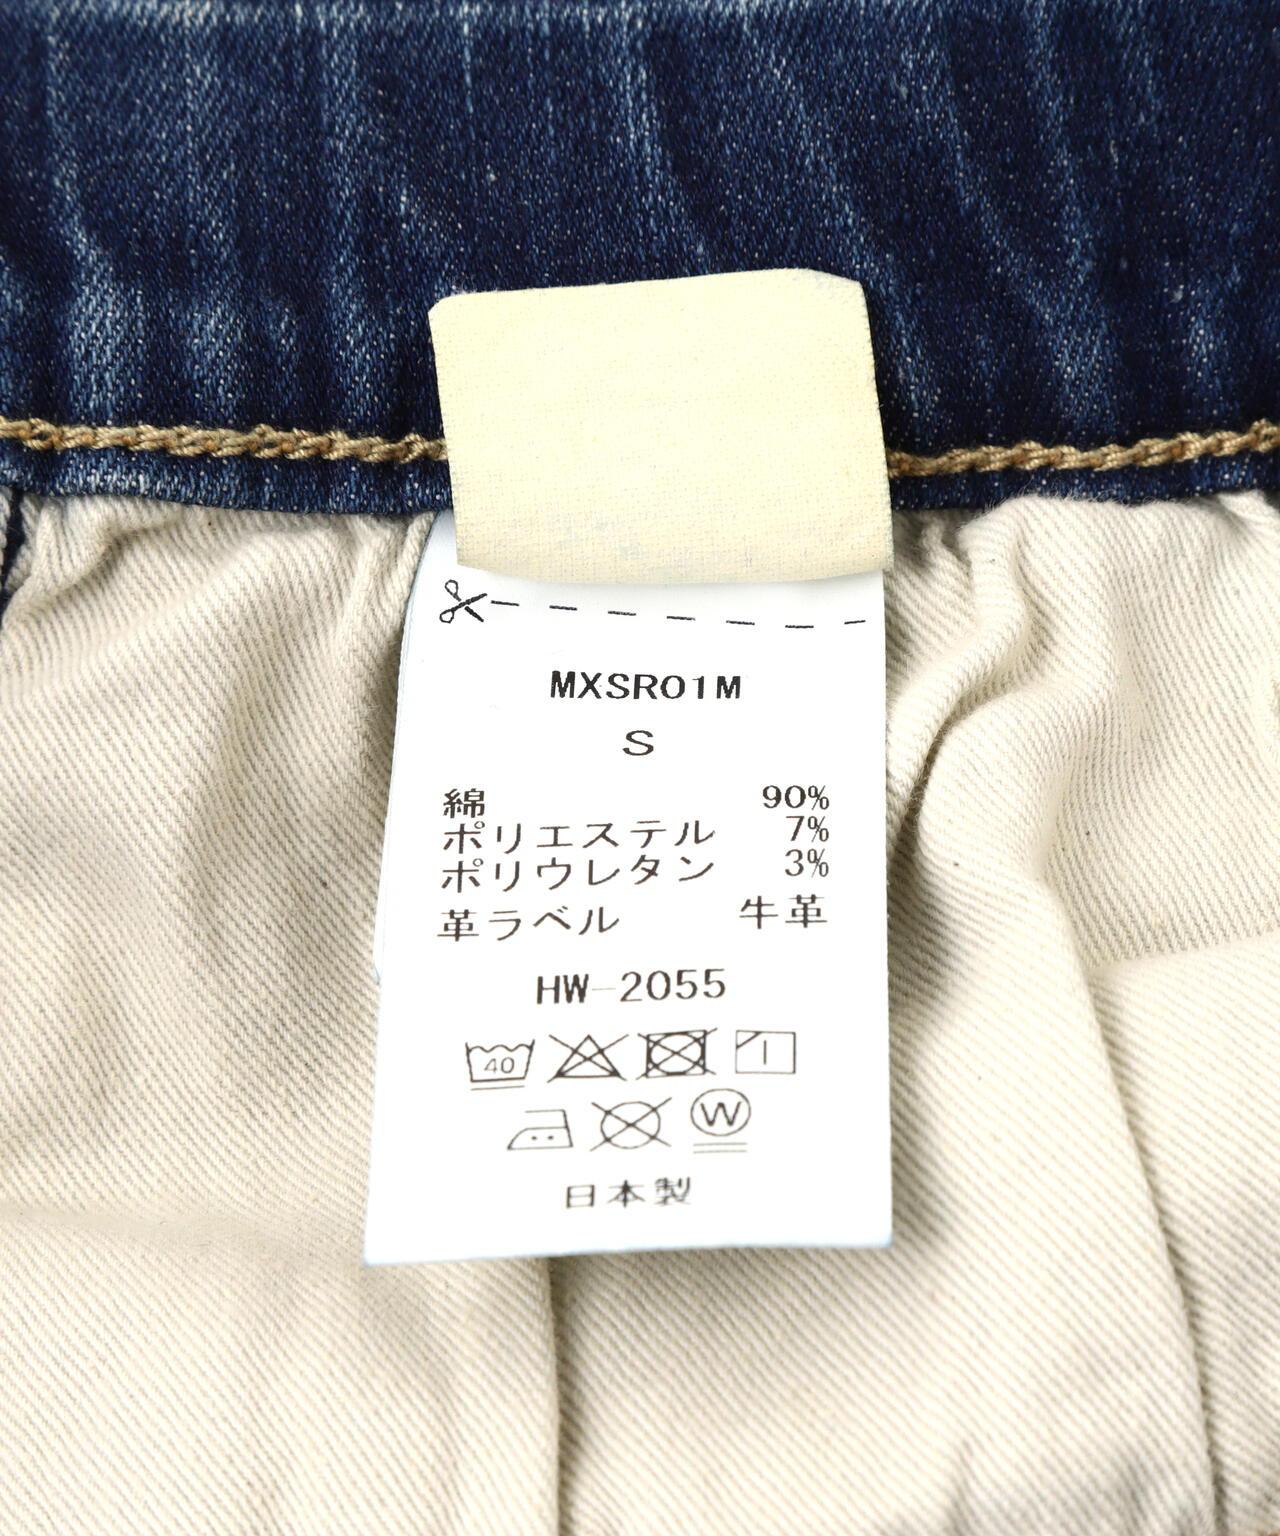 MXSR01M
S
綿 90%
ポリエステル 7%
ポリウレタン 3%
革ラベル 牛革
HW-2055
40
W
日本製